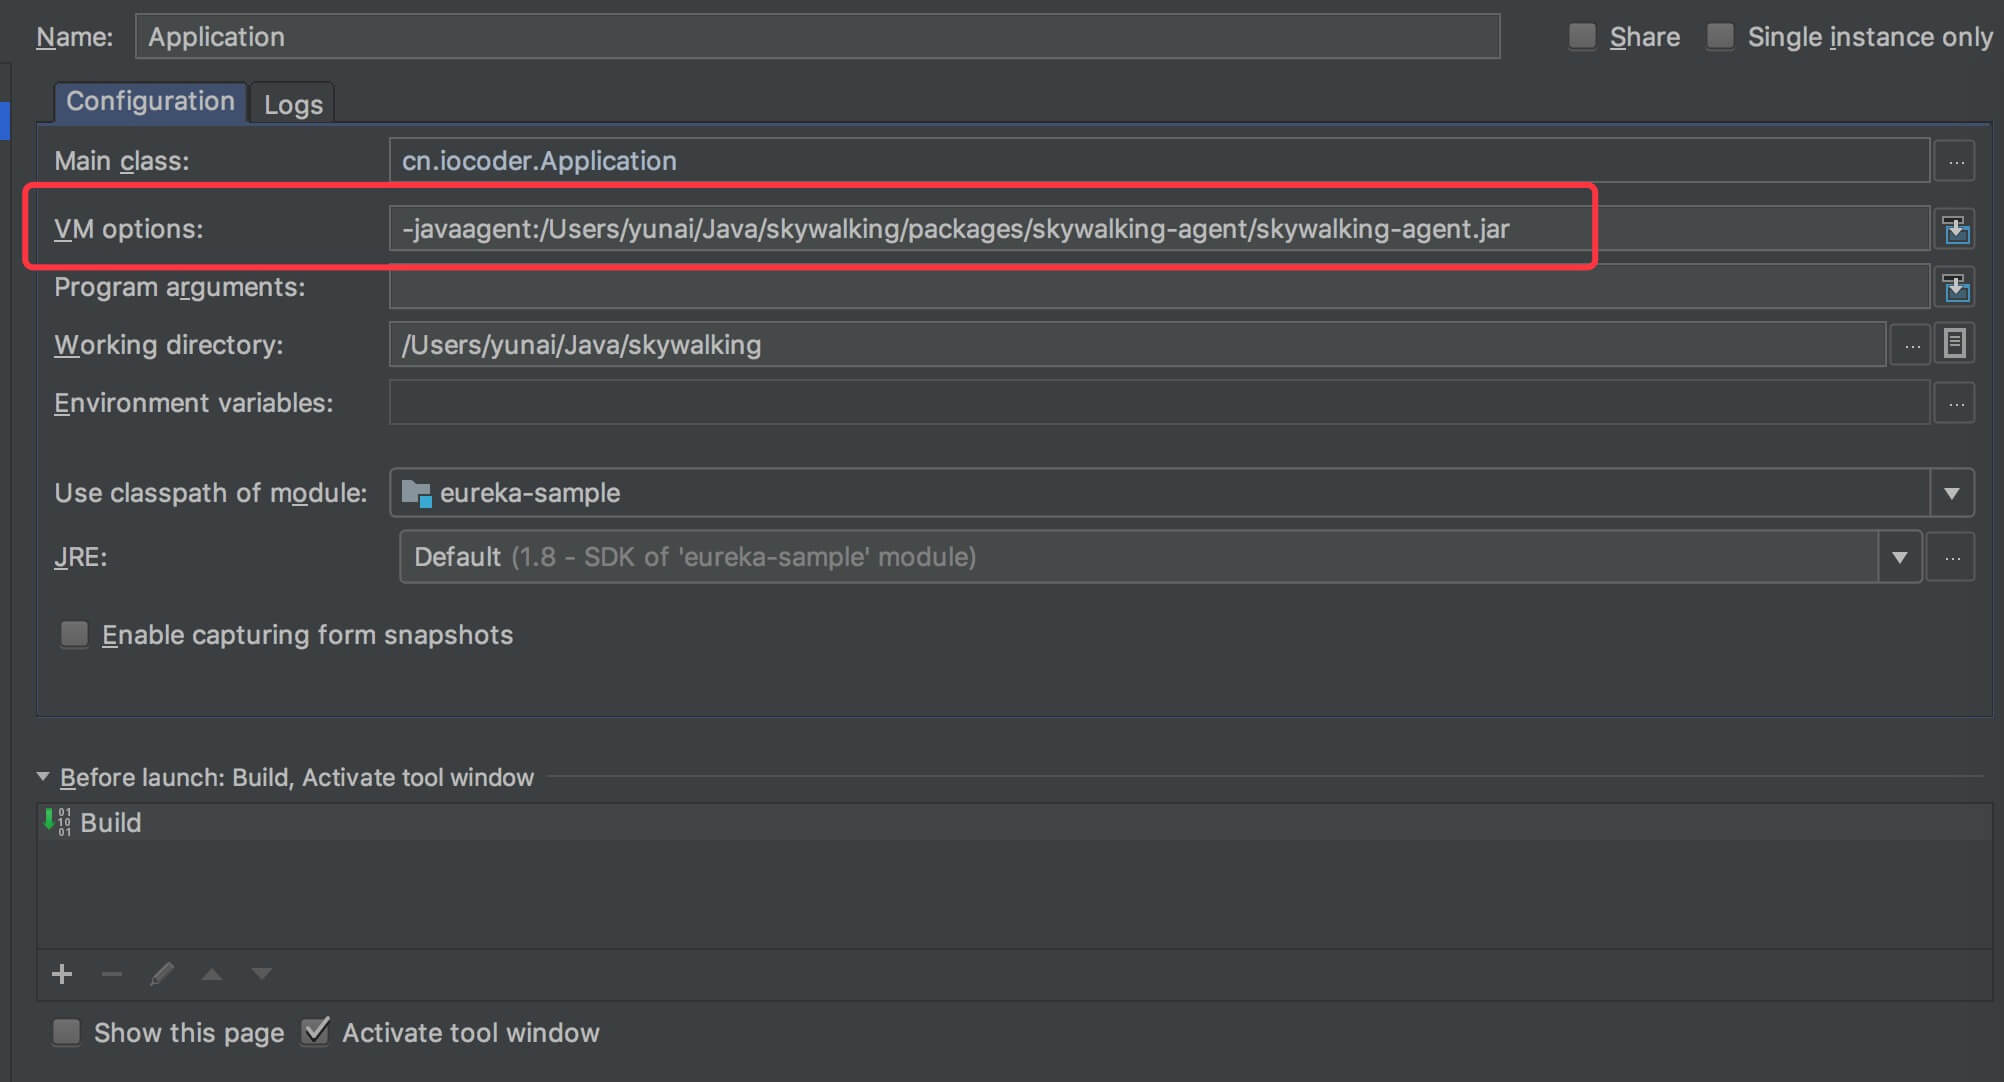 Name: Application Share Single instance only
Configuration Logs
Main class: cn.iocoder.Application ...
VM options: -javaagent:/Users/yunai/Java/skywalking/packages/skywalking-agent/skywalking-agent.jar
Program arguments:
Working directory: /Users/yunai/Java/skywalking ...
Environment variables: ...
Use classpath of module: eureka-sample
JRE: Default (1.8 - SDK of 'eureka-sample' module) ...
Enable capturing form snapshots
Before launch: Build, Activate tool window
Build
Show this page Activate tool window